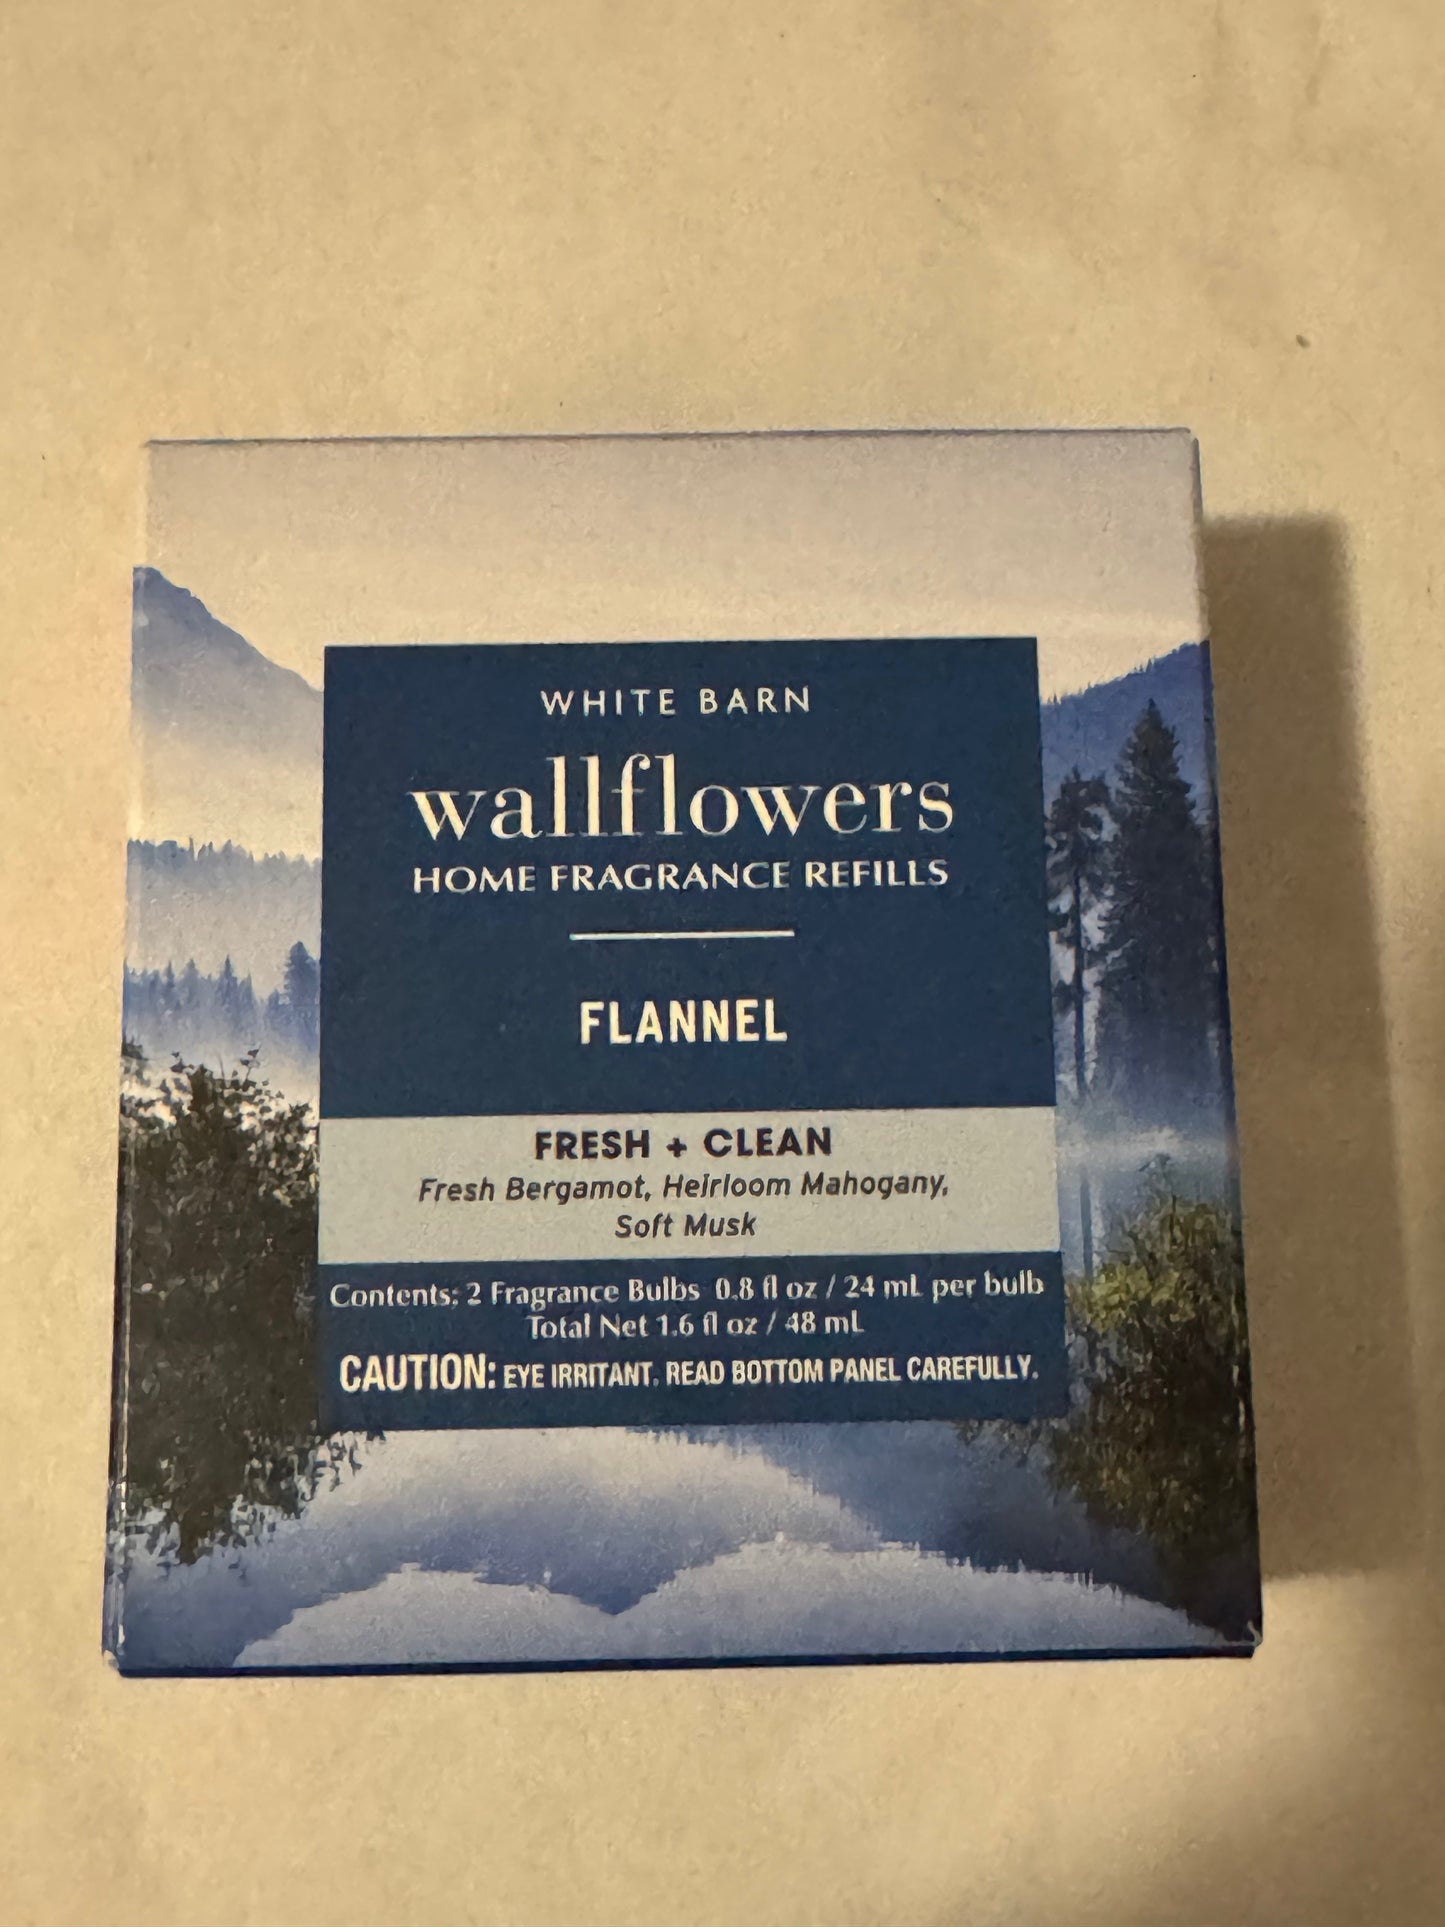 WHITE BARN
wallflowers
HOME FRAGRANCE REFILLS
FLANNEL
FRESH + CLEAN
Fresh Bergamot, Heirloom Mahogany,
Soft Musk
Contents: 2 Fragrance Bulbs 0.8 fl oz / 24 mL per bulb
Total Net 1.6 fl oz / 48 mL
CAUTION: EYE IRRITANT. READ BOTTOM PANEL CAREFULLY.